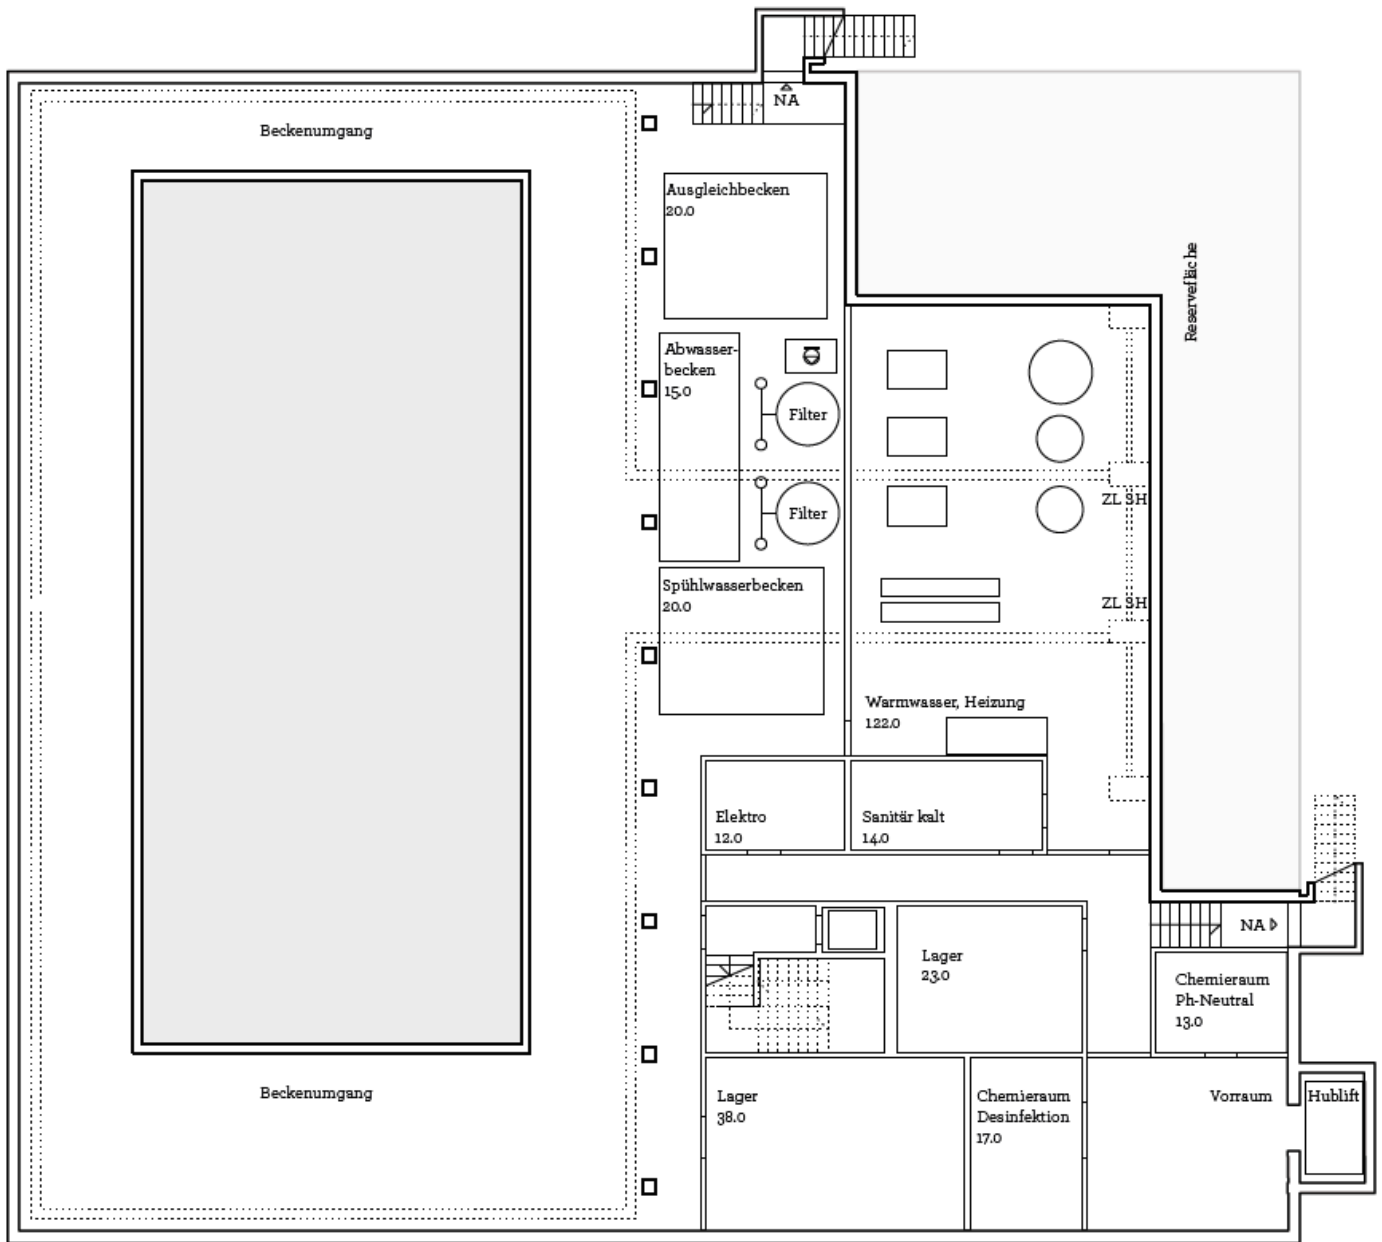 NA
Beckenumgang
Ausgleichbecken
20.0
Reservefläche
Abwasser-
becken
15.0
Filter
ZL SH
Filter
Spühlwasserbecken
20.0
ZL SH
Warmwasser, Heizung
122.0
Elektro
12.0
Sanitär kalt
14.0
NA
Lager
23.0
Chemieraum
Ph-Neutral
13.0
Beckenumgang
Lager
38.0
Chemieraum
Desinfektion
17.0
Vorraum
Hublift